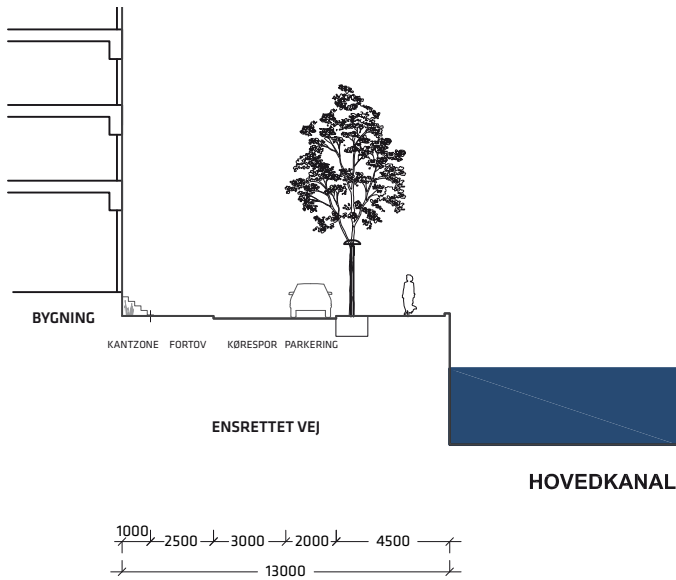 BYGNING
KANTZONE FORTOV KØRESPOR PARKERING
ENSRETTET VEJ
HOVEDKANAL
1000 2500 3000 2000 4500
13000